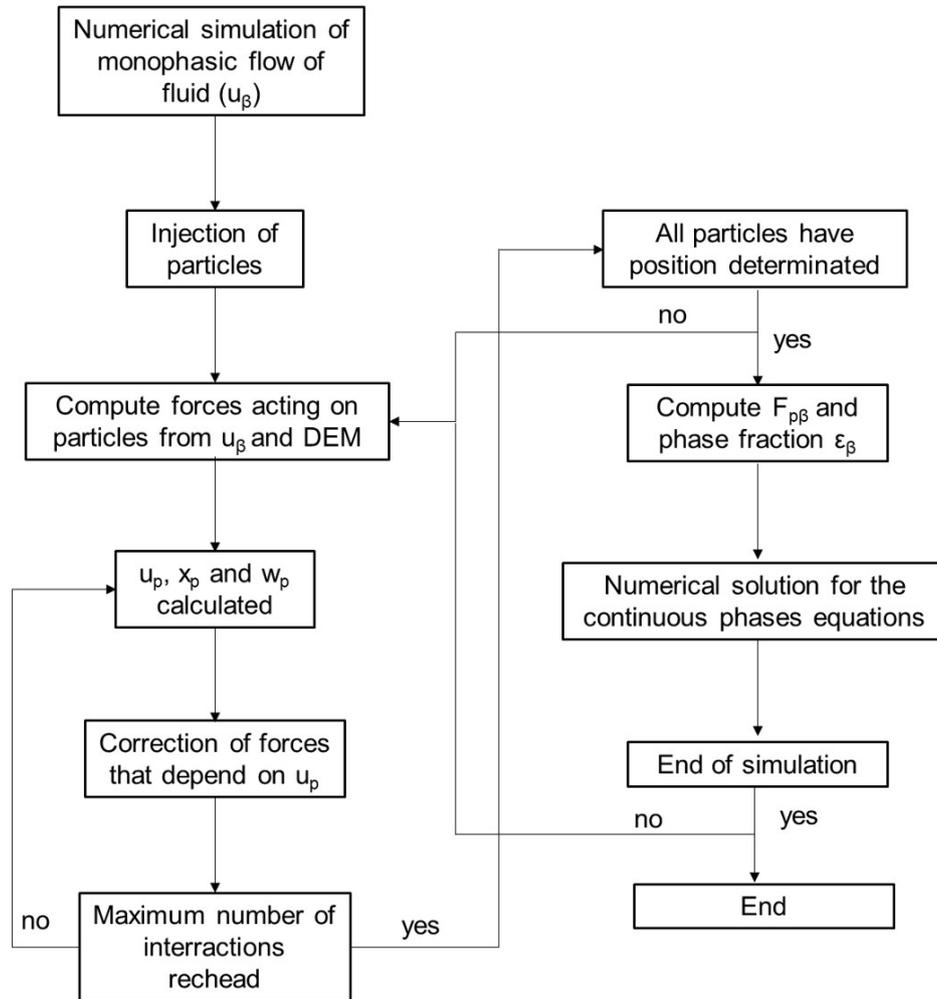 Numerical simulation of
monophasic flow of
fluid (uᵦ)
Injection of
particles
Compute forces acting on
particles from uᵦ and DEM
uₚ, xₚ and wₚ
calculated
Correction of forces
that depend on uₚ
Maximum number of
interractions
rechead
no
yes
All particles have
position determinated
no
yes
Compute Fₚᵦ and
phase fraction εᵦ
Numerical solution for the
continuous phases equations
End of simulation
no
yes
End